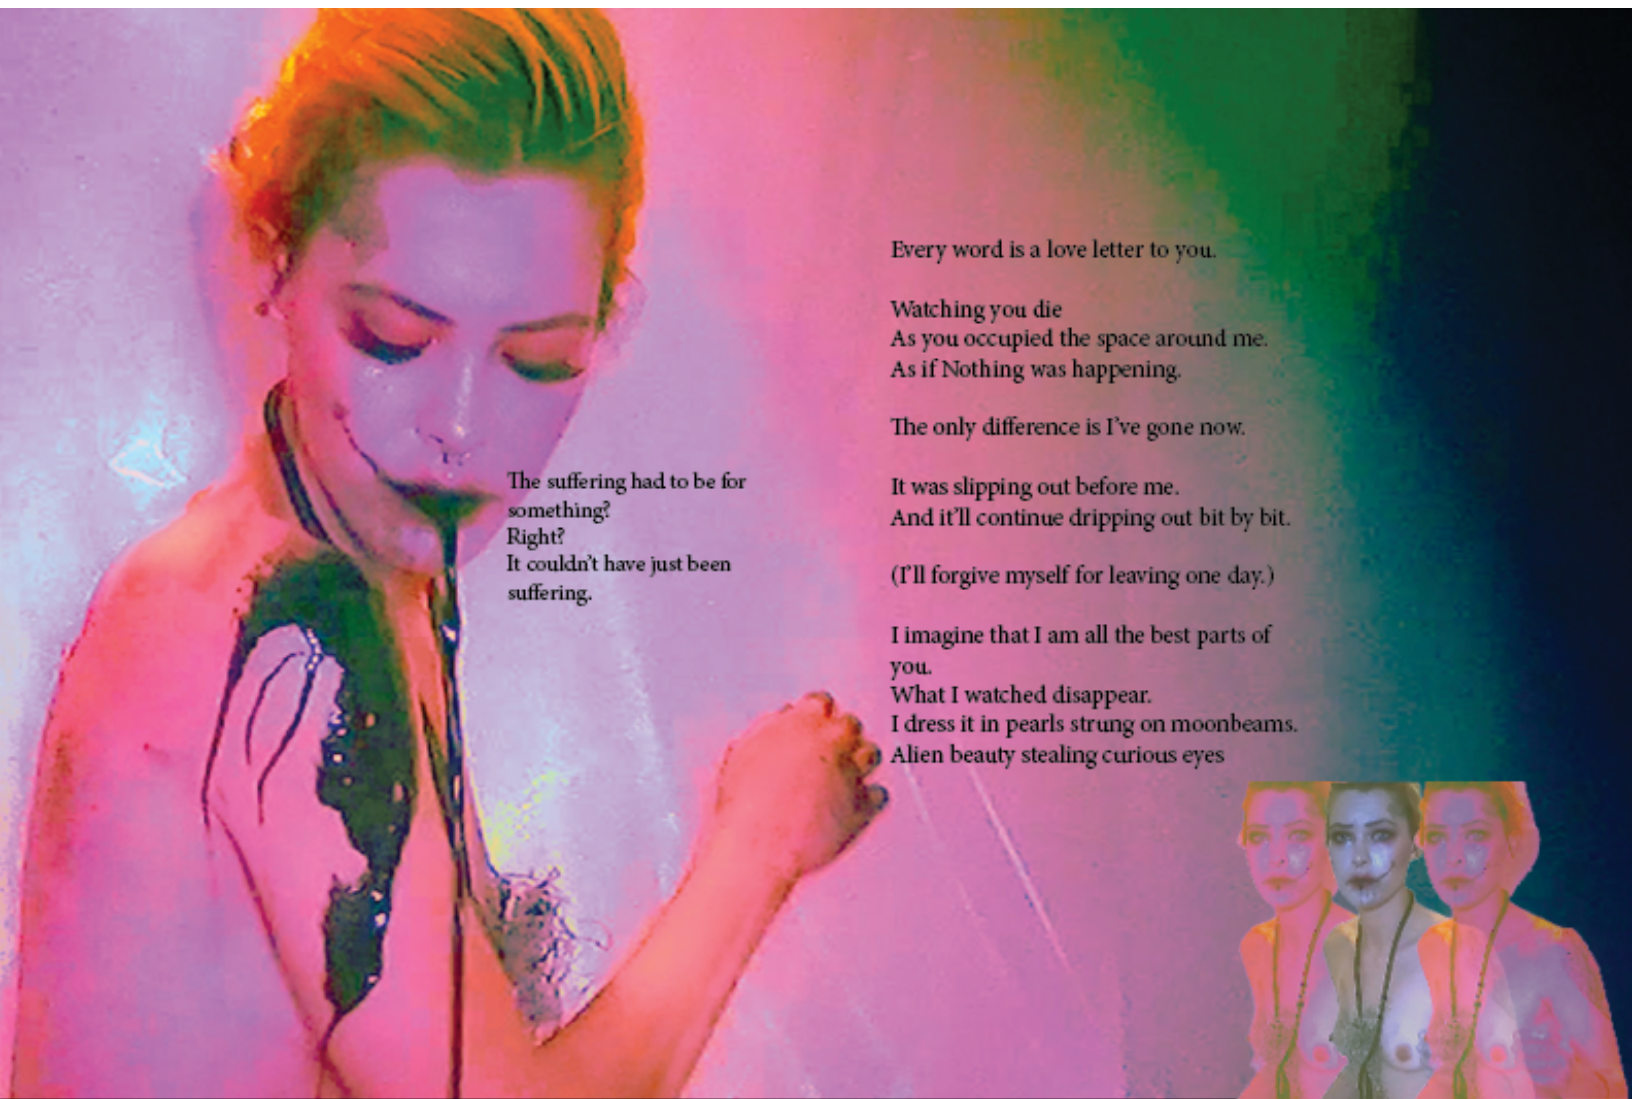 The suffering had to be for
something?
Right?
It couldn't have just been
suffering.
Every word is a love letter to you.
Watching you die
As you occupied the space around me.
As if Nothing was happening.
The only difference is I've gone now.
It was slipping out before me.
And it'll continue dripping out bit by bit.
(I'll forgive myself for leaving one day.)
I imagine that I am all the best parts of
you.
What I watched disappear.
I dress it in pearls strung on moonbeams.
Alien beauty stealing curious eyes